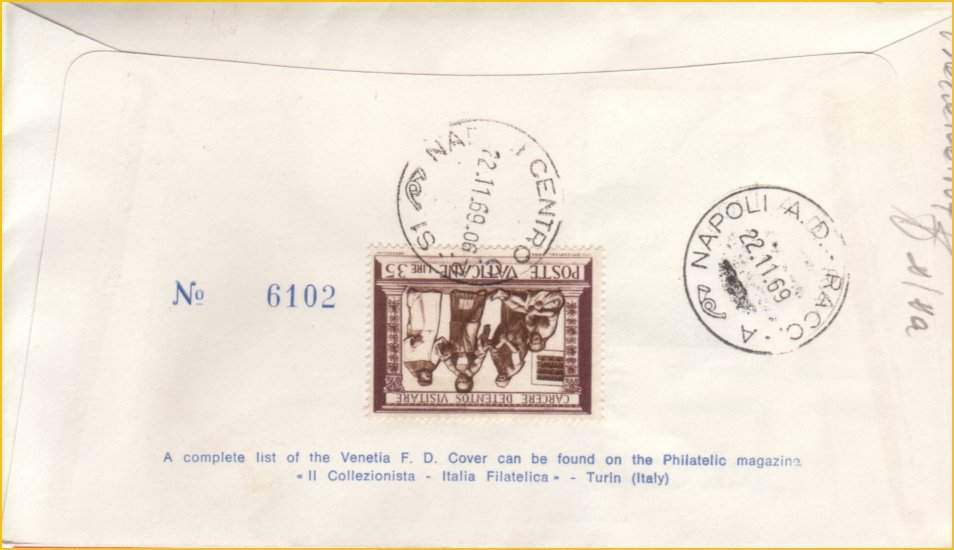 NAPOLI CENTRO
22.11.69.06
NAPOLI A.D. - RACC. A
22.11.69
No 6102
POSTE VATICANE LIRE 35
CARCERE DETENTOS VISITARE
A complete list of the Venetia F. D. Cover can be found on the Philatelic magazine
« Il Collezionista - Italia Filatelica » - Turin (Italy)